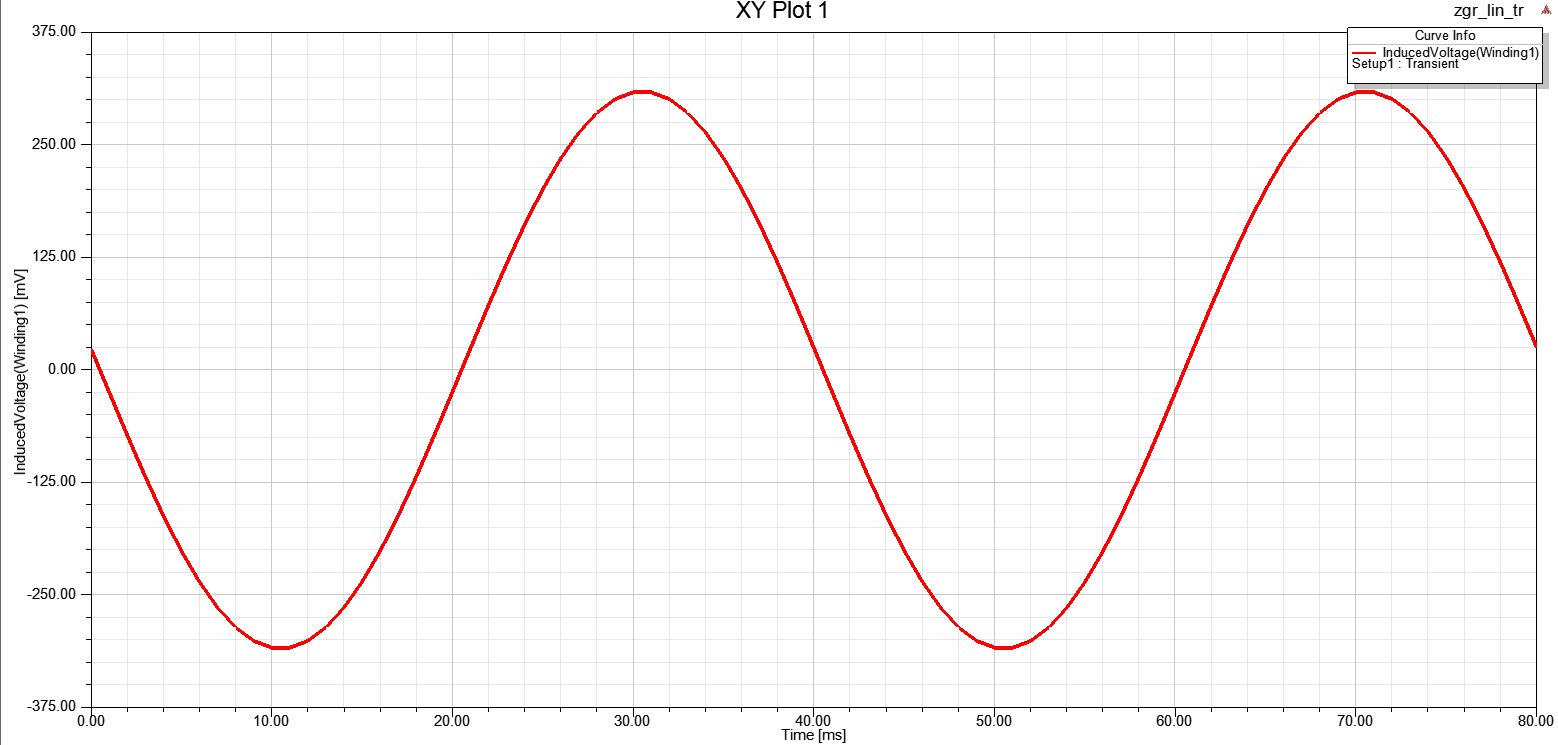 XY Plot 1
zgr_lin_tr
Curve Info
InducedVoltage(Winding1)
Setup1 : Transient
375.00
250.00
125.00
0.00
-125.00
-250.00
-375.00
InducedVoltage(Winding1) [mV]
0.00 10.00 20.00 30.00 40.00 50.00 60.00 70.00 80.00
Time [ms]